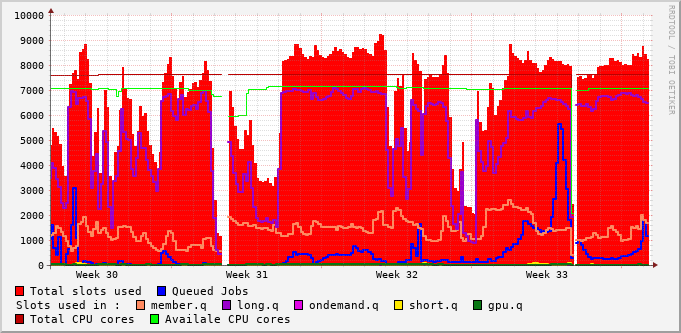 10000
9000
8000
7000
6000
5000
4000
3000
2000
1000
0
Week 30 Week 31 Week 32 Week 33
RRDTOOL / TOBI OETIKER
Total slots used Queued Jobs
Slots used in : member.q long.q ondemand.q short.q gpu.q
Total CPU cores Availale CPU cores